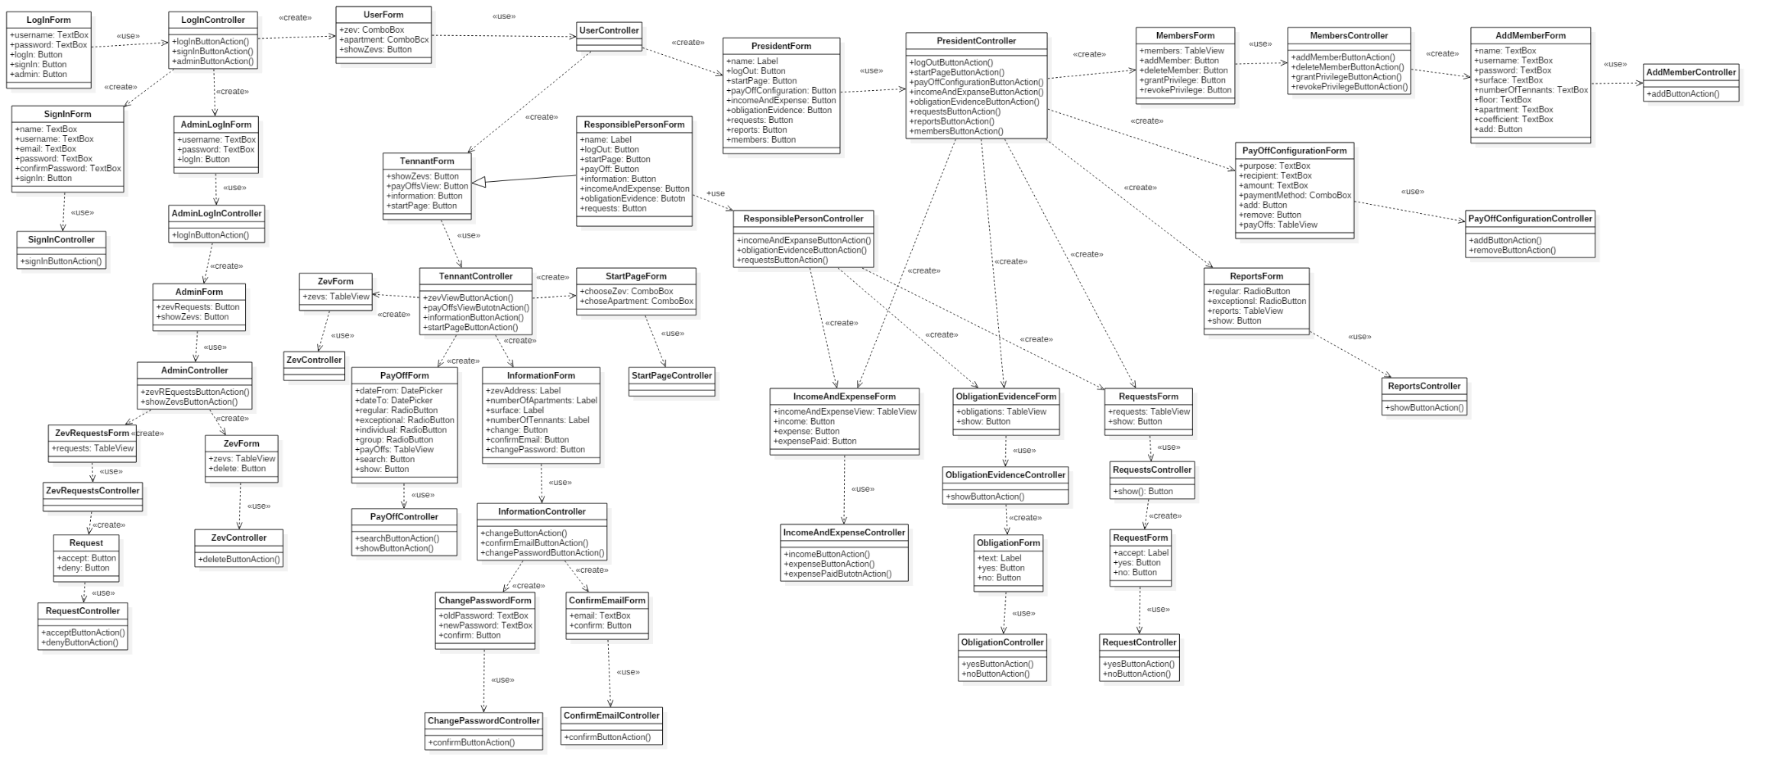 LogInForm
+username: TextBox
+password: TextBox
+logIn: Button
+signIn: Button
+admin: Button
«use»
LogInController
+logInButtonAction()
+signInButtonAction()
+adminButtonAction()
«create»
UserForm
+zev: ComboBox
+apartment: ComboBcx
+showZevs: Button
«use»
UserController
«create»
PresidentForm
+name: Label
+logOut: Button
+startPage: Button
+payOffConfiguration: Button
+incomeAndExpense: Button
+obligationEvidence: Button
+requests: Button
+reports: Button
+members: Button
«use»
PresidentController
+logOutButtonAction()
+startPageButtonAction()
+payOffConfigurationButtonAction()
+incomeAndExpanseButtonAction()
+obligationEvidenceButtonAction()
+requestsButtonAction()
+reportsButtonAction()
+membersButtonAction()
«create»
MembersForm
+members: TableView
+addMember: Button
+deleteMember: Button
+grantPrivilege: Button
+revokePrivilege: Button
«use»
MembersController
+addMemberButtonAction()
+deleteMemberButtonAction()
+grantPrivilegeButtonAction()
+revokePrivilegeButtonAction()
«create»
AddMemberForm
+name: TextBox
+username: TextBox
+password: TextBox
+surface: TextBox
+numberOfTennants: TextBox
+floor: TextBox
+apartment: TextBox
+coefficient: TextBox
+add: Button
«use»
AddMemberController
+addButtonAction()
«create»
SignInForm
+name: TextBox
+username: TextBox
+email: TextBox
+password: TextBox
+confirmPassword: TextBox
+signIn: Button
«use»
SignInController
+signInButtonAction()
«create»
AdminLogInForm
+username: TextBox
+password: TextBox
+logIn: Button
«use»
AdminLogInController
+logInButtonAction()
«create»
AdminForm
+zevRequests: Button
+showZevs: Button
«use»
AdminController
+zevREquestsButtonAction()
+showZevsButtonAction()
«create»
«create»
ZevRequestsForm
+requests: TableView
«use»
ZevRequestsController
«create»
Request
+accept: Button
+deny: Button
«use»
RequestController
+acceptButtonAction()
+denyButtonAction()
ZevForm
+zevs: TableView
+delete: Button
«use»
ZevController
+deleteButtonAction()
«create»
TennantForm
+showZevs: Button
+payOffsView: Button
+information: Button
+startPage: Button
ResponsiblePersonForm
+name: Label
+logOut: Button
+startPage: Button
+payOff: Button
+information: Button
+incomeAndExpense: Button
+obligationEvidence: Butotn
+requests: Button
+use
ResponsiblePersonController
+incomeAndExpanseButtonAction()
+obligationEvidenceButtonAction()
+requestsButtonAction()
«use»
TennantController
+zevViewButtonAction()
+payOffsViewButotnAction()
+informationButtonAction()
+startPageButtonAction()
«create»
ZevForm
+zevs: TableView
«use»
ZevController
«create»
StartPageForm
+chooseZev: ComboBox
+choseApartment: ComboBox
«use»
StartPageController
«create»
PayOffForm
+dateFrom: DatePicker
+dateTo: DatePicker
+regular: RadioButton
+exceptional: RadioButton
+individual: RadioButton
+group: RadioButton
+payOffs: TableView
+search: Button
+show: Button
«use»
PayOffController
+searchButtonAction()
+showButtonAction()
«create»
InformationForm
+zevAddress: Label
+numberOfApartments: Label
+surface: Label
+numberOfTennants: Label
+change: Button
+confirmEmail: Button
+changePassword: Button
«use»
InformationController
+changeButtonAction()
+confirmEmailButtonAction()
+changePasswordButtonAction()
«create»
«create»
ChangePasswordForm
+oldPassword: TextBox
+newPassword: TextBox
+confirm: Button
«use»
ChangePasswordController
+confirmButtonAction()
ConfirmEmailForm
+email: TextBox
+confirm: Button
«use»
ConfirmEmailController
+confirmButtonAction()
«create»
PayOffConfigurationForm
+purpose: TextBox
+recipient: TextBox
+amount: TextBox
+paymentMethod: ComboBox
+add: Button
+remove: Button
+payOffs: TableView
«use»
PayOffConfigurationController
+addButtonAction()
+removeButtonAction()
«create»
ReportsForm
+regular: RadioButton
+exceptionsl: RadioButton
+reports: TableView
+show: Button
«use»
ReportsController
+showButtonAction()
«create»
«create»
«create»
«create»
«create»
«create»
IncomeAndExpenseForm
+incomeAndExpenseView: TableView
+income: Button
+expense: Button
+expensePaid: Button
«use»
IncomeAndExpenseController
+incomeButtonAction()
+expenseButtonAction()
+expensePaidButotnAction()
ObligationEvidenceForm
+obligations: TableView
+show: Button
«use»
ObligationEvidenceController
+showButtonAction()
«create»
ObligationForm
+text: Label
+yes: Button
+no: Button
«use»
ObligationController
+yesButtonAction()
+noButtonAction()
RequestsForm
+requests: TableView
+show: Button
«use»
RequestsController
+show(): Button
«create»
RequestForm
+accept: Label
+yes: Button
+no: Button
«use»
RequestController
+yesButtonAction()
+noButtonAction()